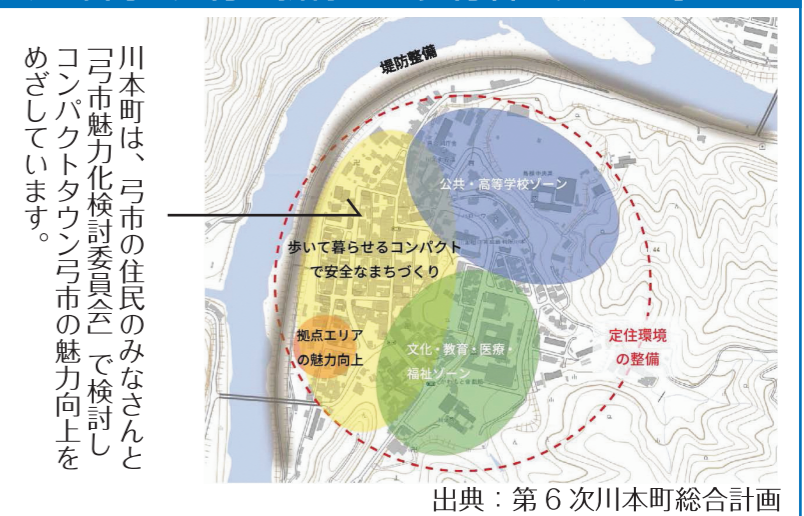 川本町は、弓市の住民のみなさんと
「弓市魅力化検討委員会」で検討し
コンパクトタウン弓市の魅力向上を
めざしています。
堤防整備
公共・高等学校ゾーン
歩いて暮らせるコンパクト
で安全なまちづくり
拠点エリア
の魅力向上
文化・教育・医療・
福祉ゾーン
定住環境
の整備
出典：第6次川本町総合計画